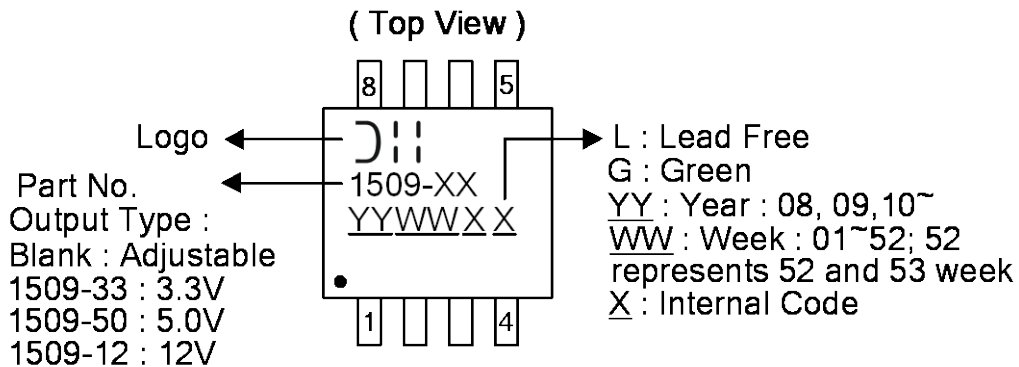 ( Top View )
8
5
Logo
1509-XX
YYWWX X
1
4
Part No.
Output Type :
Blank : Adjustable
1509-33 : 3.3V
1509-50 : 5.0V
1509-12 : 12V
L : Lead Free
G : Green
YY : Year : 08, 09,10~
WW : Week : 01~52; 52
represents 52 and 53 week
X : Internal Code